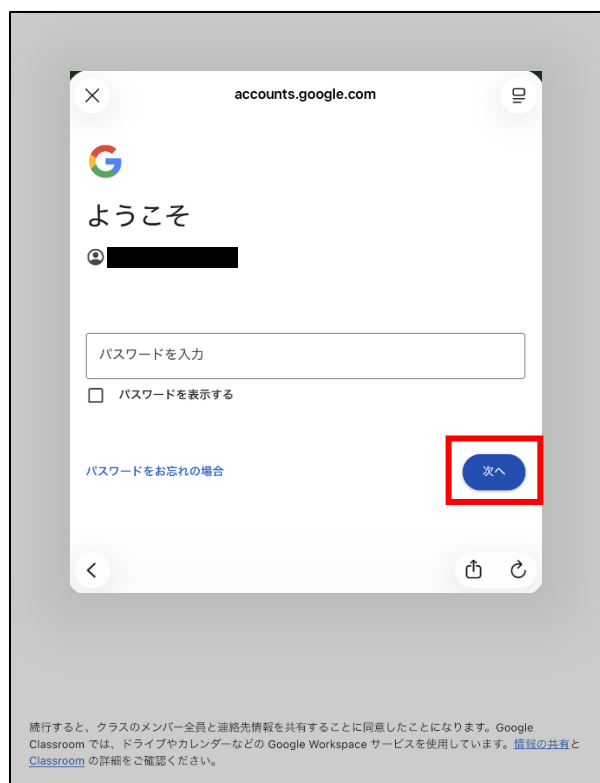 accounts.google.com
ようこそ
パスワードを入力
パスワードを表示する
パスワードをお忘れの場合
次へ
続行すると、クラスのメンバー全員と連絡先情報を共有することに同意したことになります。Google
Classroom では、ドライブやカレンダーなどの Google Workspace サービスを使用しています。情報の共有と
Classroom の詳細をご確認ください。